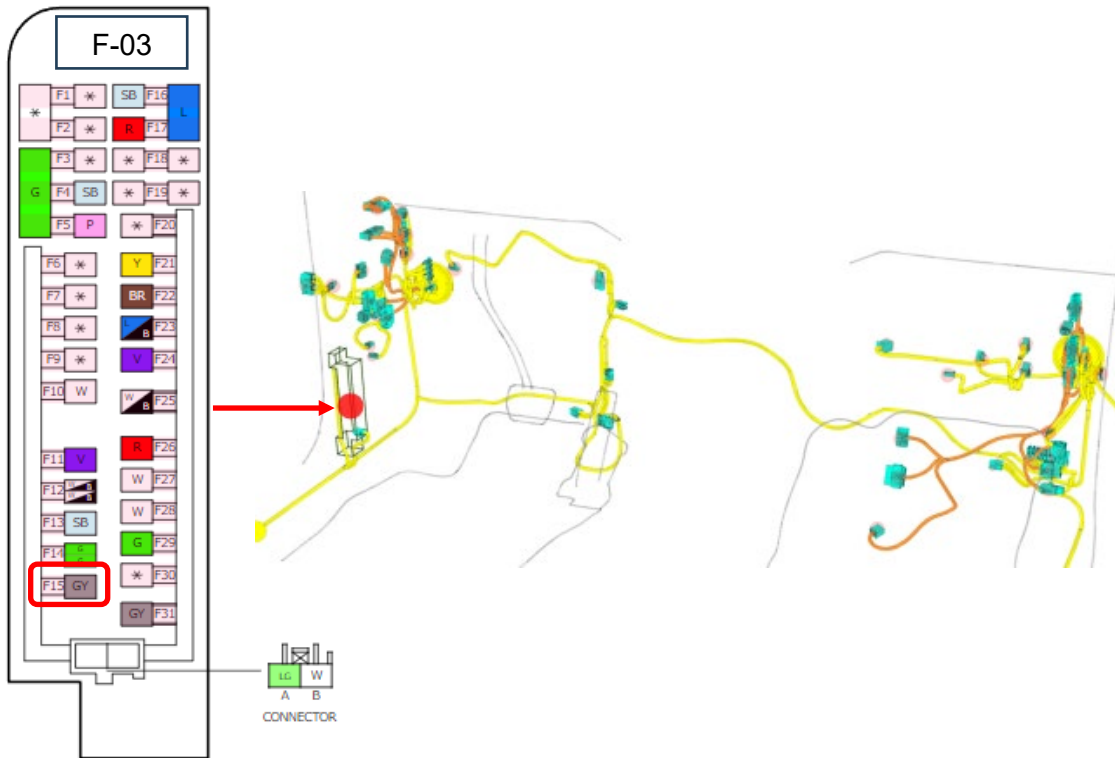 F-03
F1 * SB F16
* L
F2 * R F17
F3 * * F18 *
G F4 SB * F19 *
F5 P * F20
F6 * Y F21
F7 * BR F22
F8 * L B F23
F9 * V F24
F10 W W B F25
R F26
F11 V W F27
F12 W B W B
F13 SB W F28
F14 G G G F29
F15 GY * F30
GY F31
LG W
A B
CONNECTOR